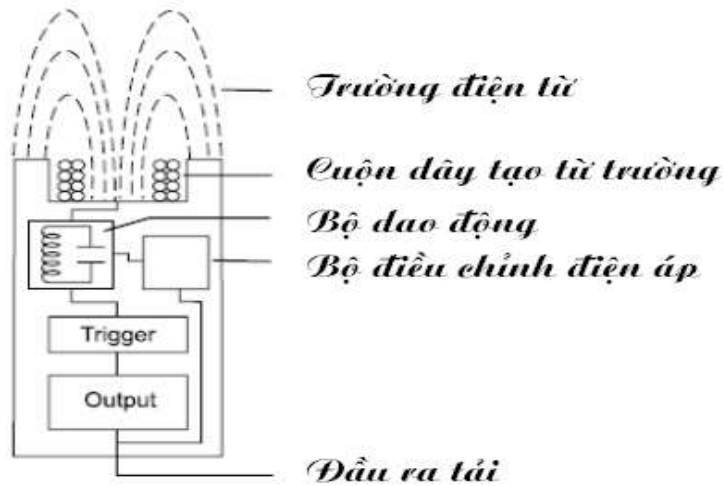 Trường điện từ
Cuộn dây tạo từ trường
Bộ dao động
Bộ điều chỉnh điện áp
Trigger
Output
Đầu ra tải